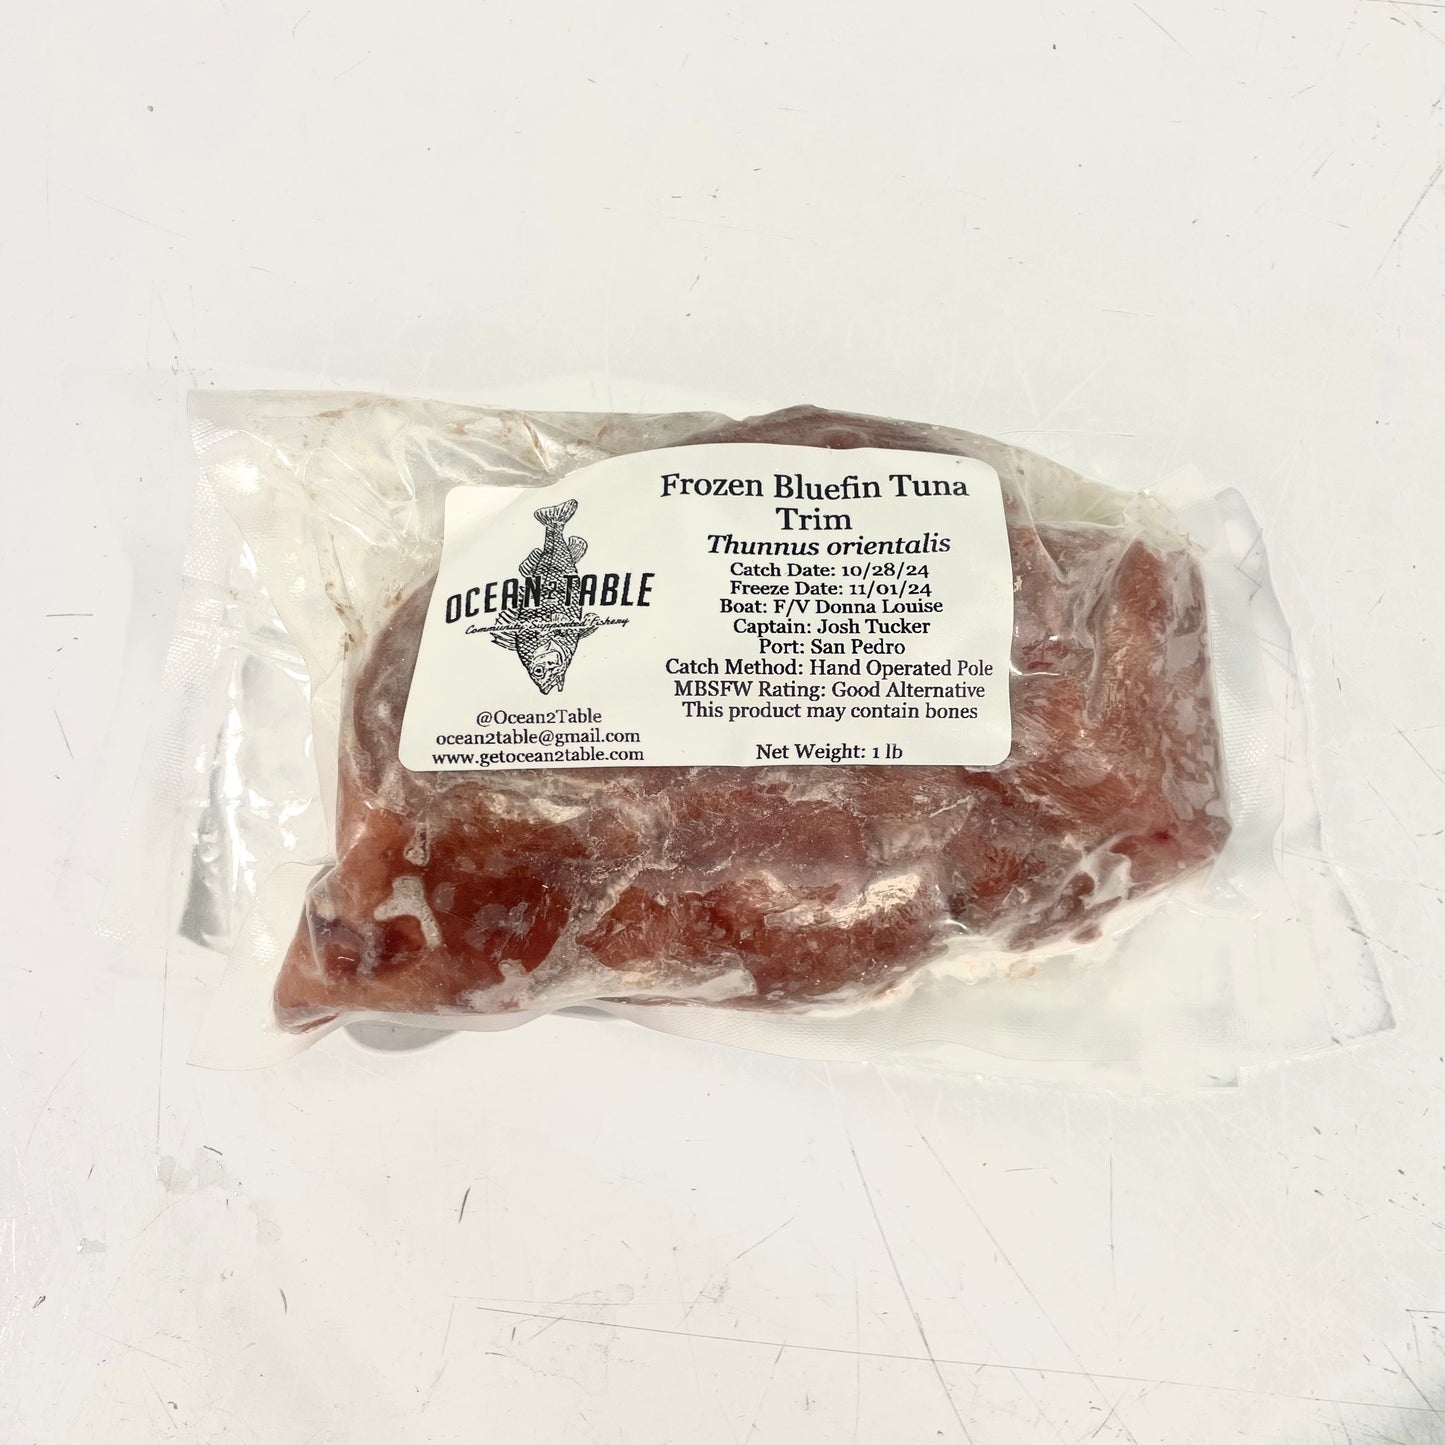 OCEAN2TABLE
Community Supported Fishery
@Ocean2Table
ocean2table@gmail.com
www.getocean2table.com
Frozen Bluefin Tuna
Trim
Thunnus orientalis
Catch Date: 10/28/24
Freeze Date: 11/01/24
Boat: F/V Donna Louise
Captain: Josh Tucker
Port: San Pedro
Catch Method: Hand Operated Pole
MBSFW Rating: Good Alternative
This product may contain bones
Net Weight: 1 lb